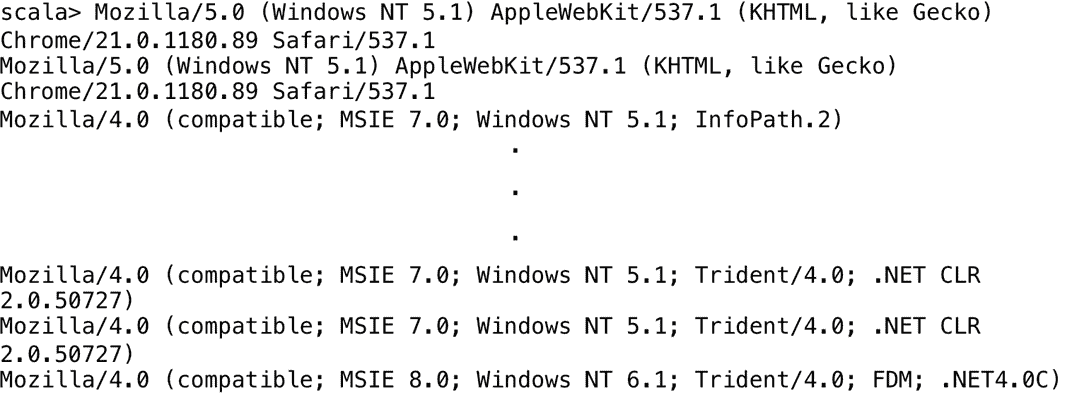 scala> Mozilla/5.0 (Windows NT 5.1) AppleWebKit/537.1 (KHTML, like Gecko)
Chrome/21.0.1180.89 Safari/537.1
Mozilla/5.0 (Windows NT 5.1) AppleWebKit/537.1 (KHTML, like Gecko)
Chrome/21.0.1180.89 Safari/537.1
Mozilla/4.0 (compatible; MSIE 7.0; Windows NT 5.1; InfoPath.2)
.
.
.
Mozilla/4.0 (compatible; MSIE 7.0; Windows NT 5.1; Trident/4.0; .NET CLR
2.0.50727)
Mozilla/4.0 (compatible; MSIE 7.0; Windows NT 5.1; Trident/4.0; .NET CLR
2.0.50727)
Mozilla/4.0 (compatible; MSIE 8.0; Windows NT 6.1; Trident/4.0; FDM; .NET4.0C)